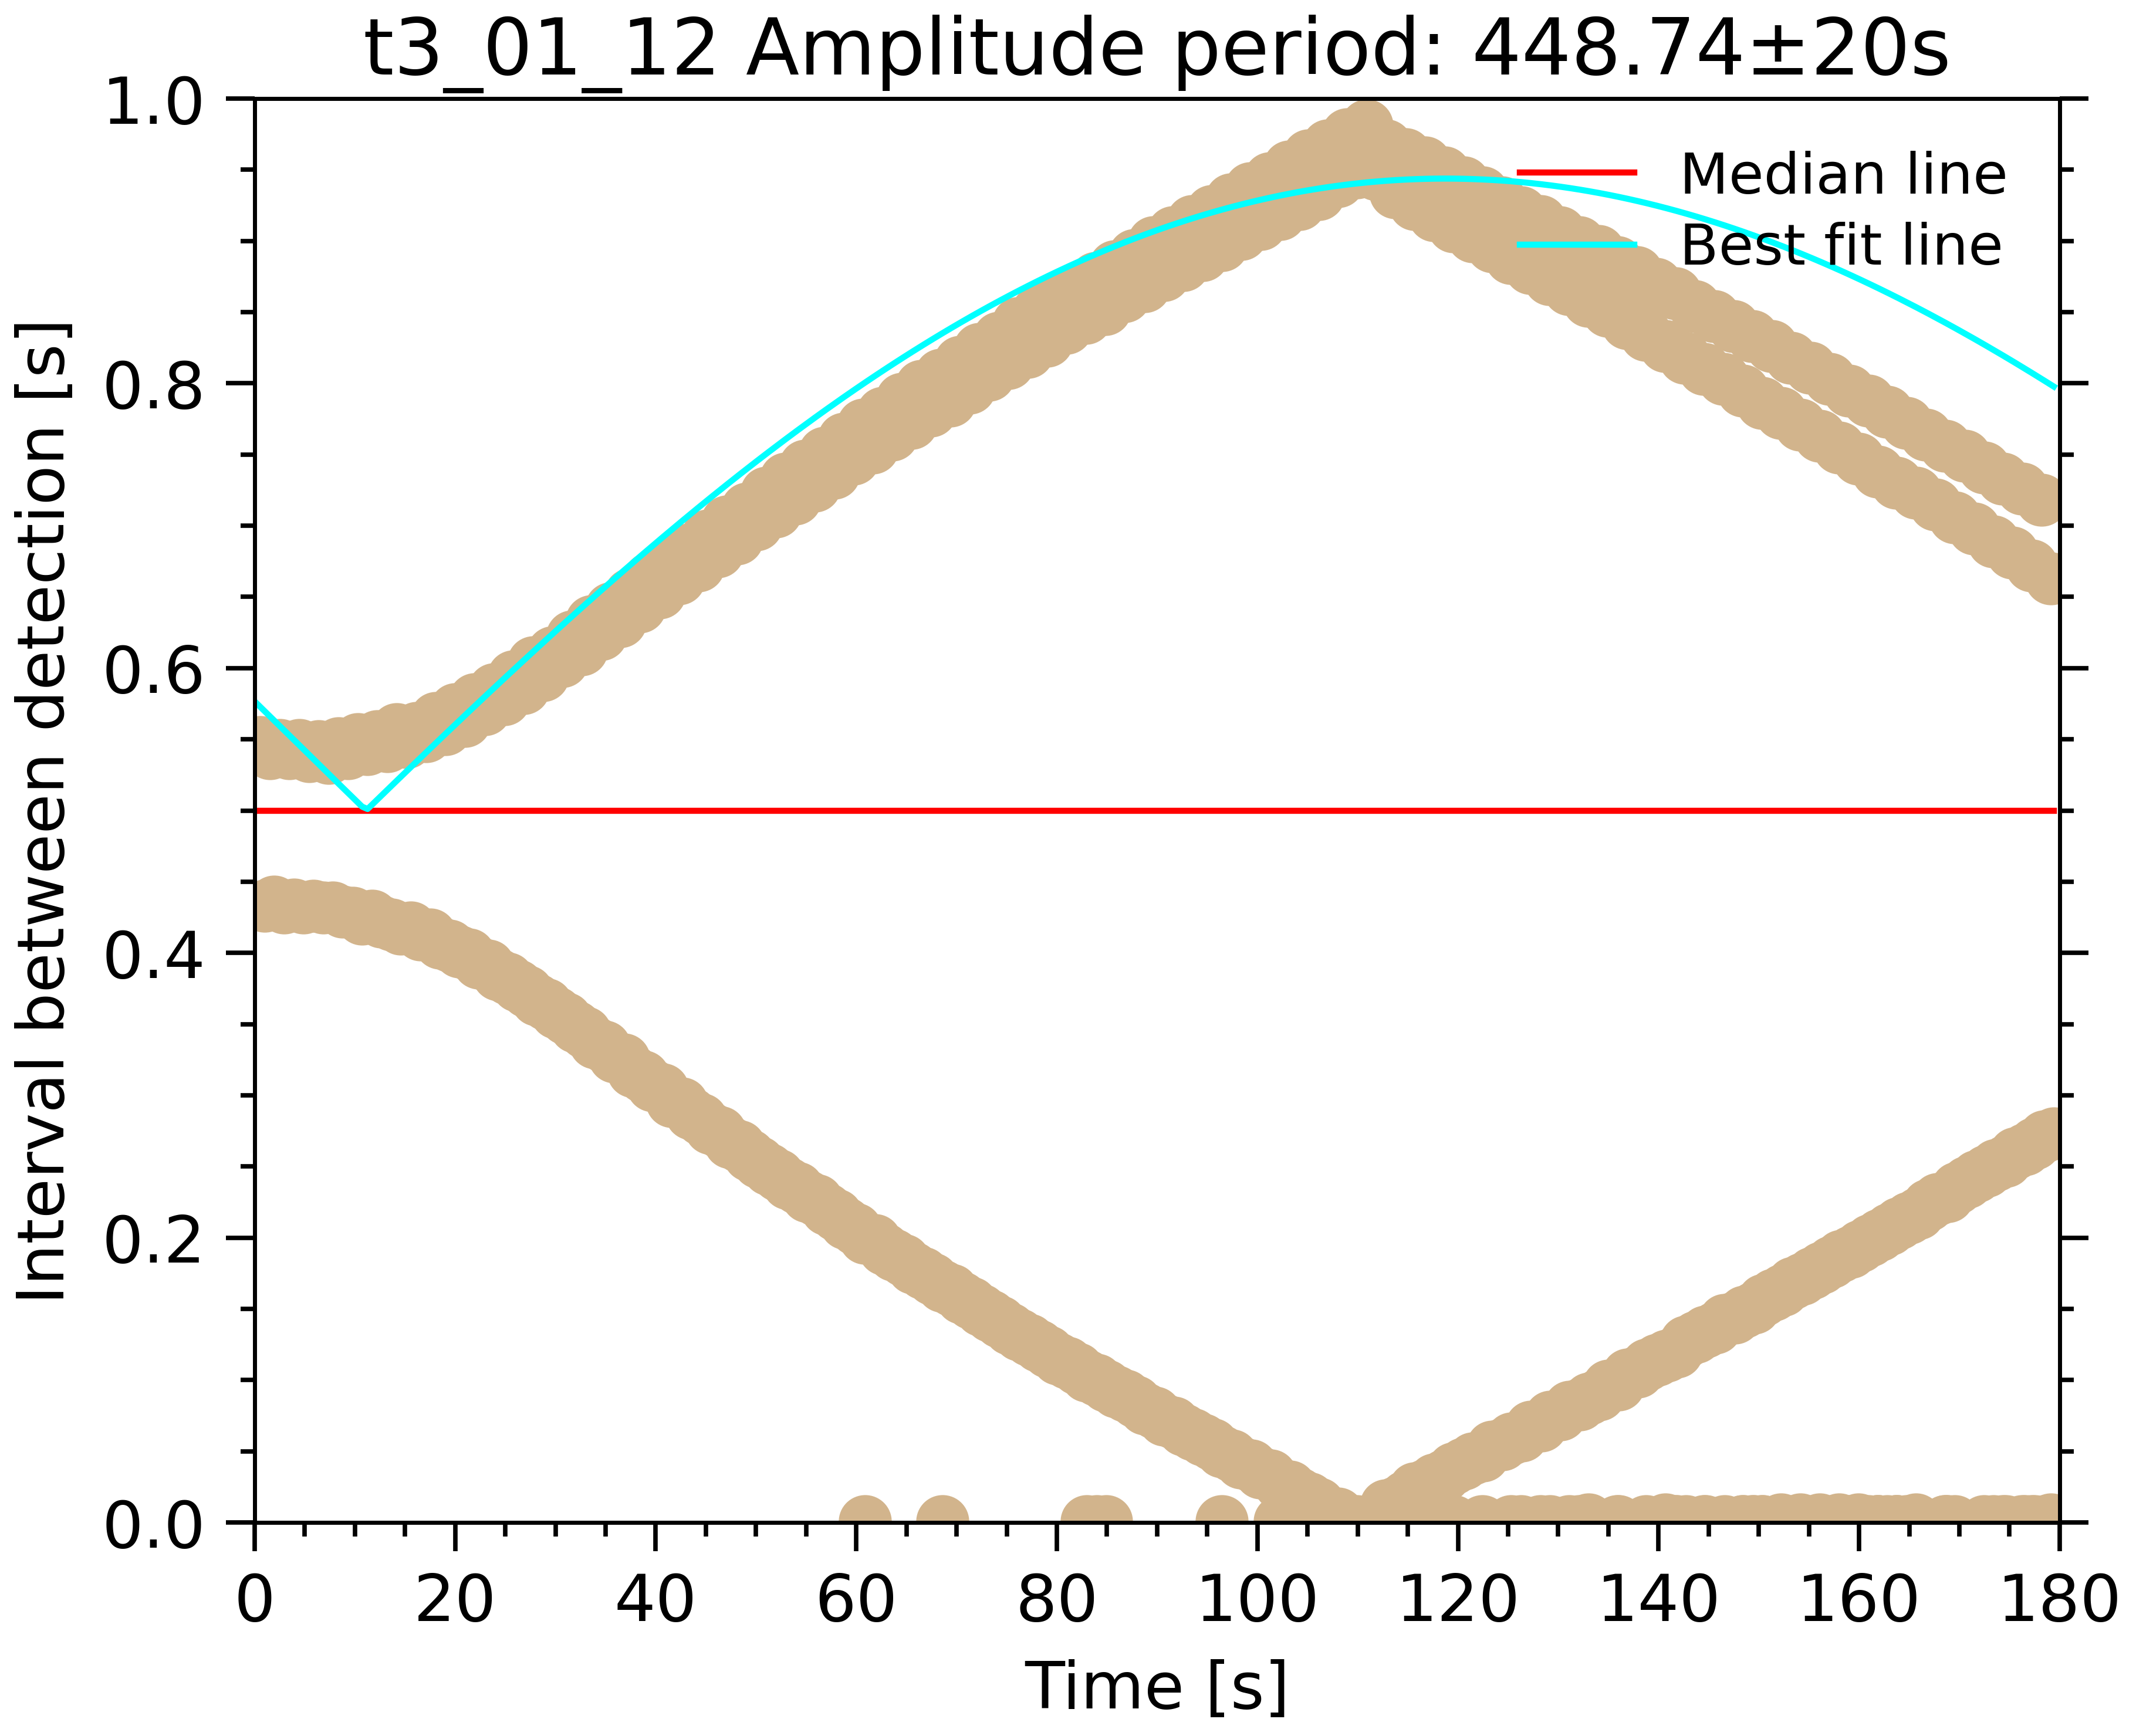 t3_01_12 Amplitude period: 448.74±20s
1.0
0.8
0.6
0.4
0.2
0.0
Interval between detection [s]
Median line
Best fit line
0 20 40 60 80 100 120 140 160 180
Time [s]